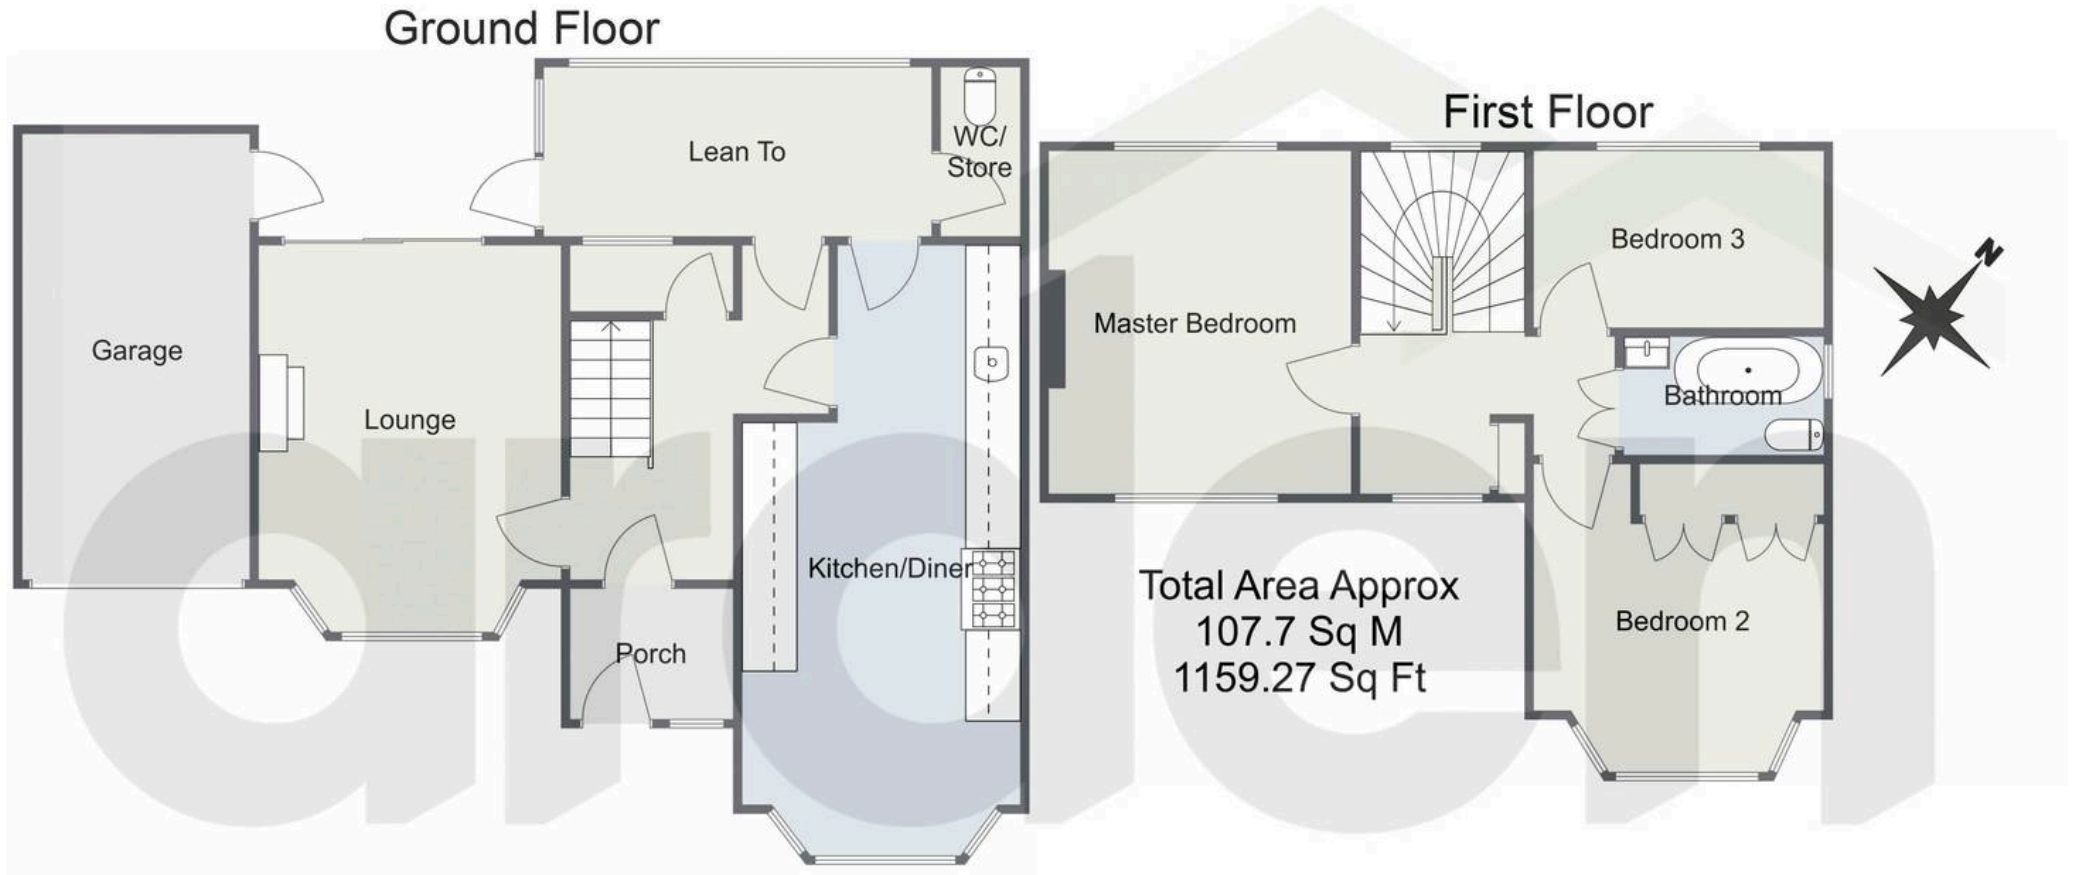 Ground Floor
Lean To
WC/
Store
Garage
Lounge
Kitchen/Diner
Porch
First Floor
Master Bedroom
Bedroom 3
Bathroom
Bedroom 2
N
Total Area Approx
107.7 Sq M
1159.27 Sq Ft
arden